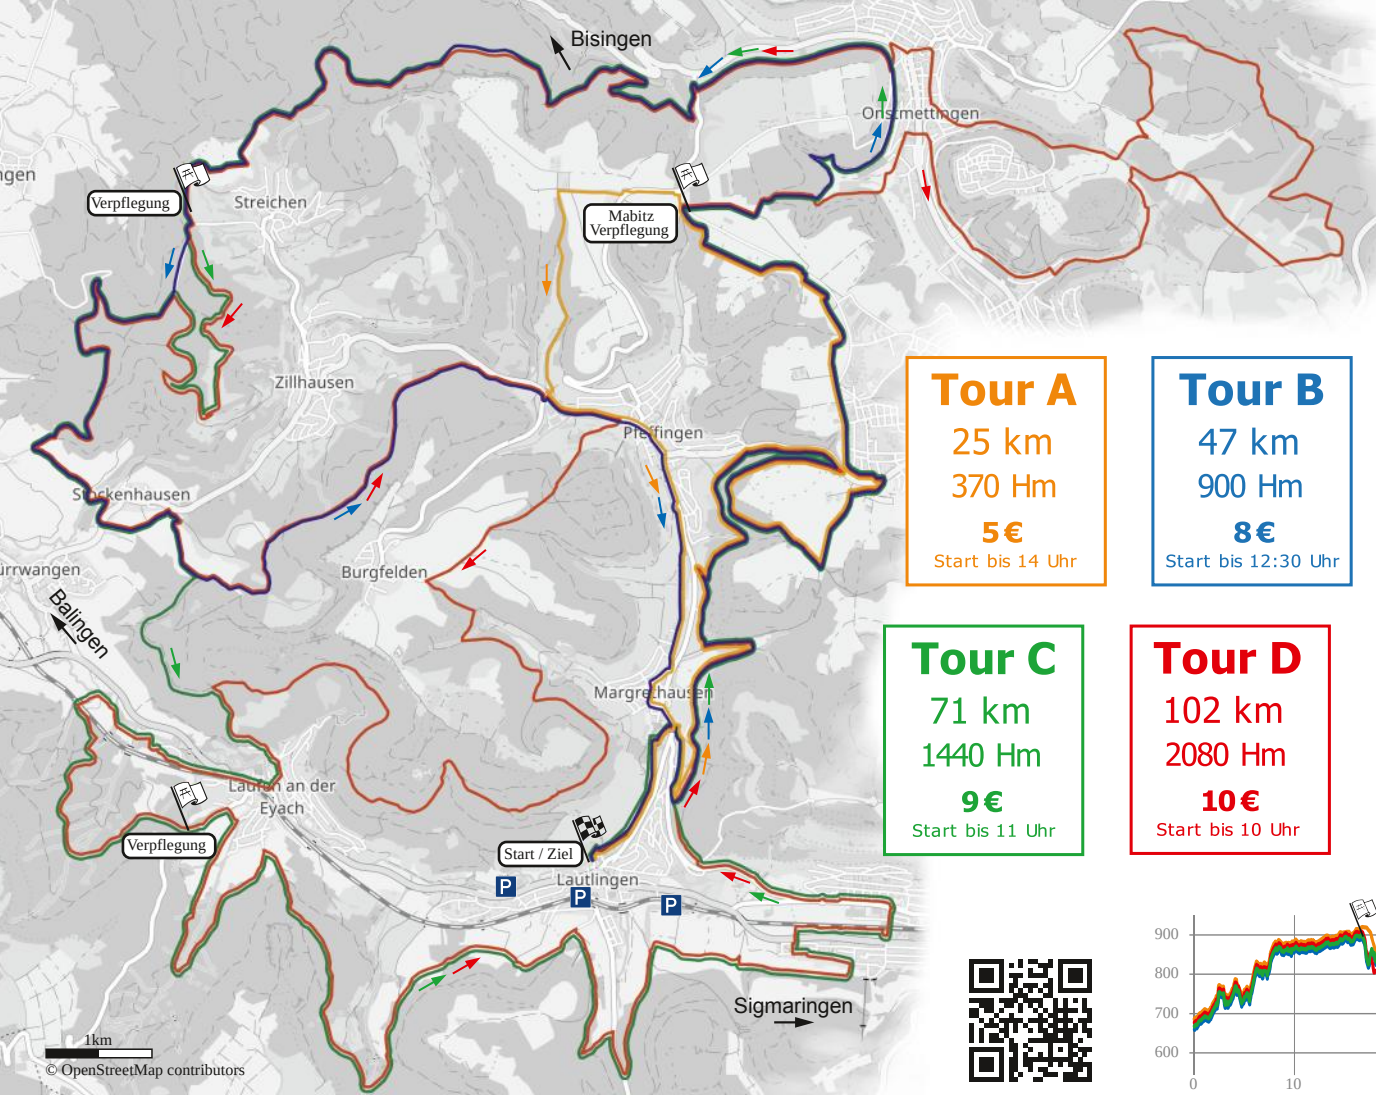 Bisingen
Onstmettingen
ngen
Verpflegung
Streichen
Mabitz
Verpflegung
Zillhausen
Pfeffingen
Stockenhausen
Burgfelden
Balingen
Margrethausen
Laufen an der
Eyach
Verpflegung
Start / Ziel
Lautlingen
P
P
P
Sigmaringen
1km
© OpenStreetMap contributors
Tour A
25 km
370 Hm
5 €
Start bis 14 Uhr
Tour B
47 km
900 Hm
8 €
Start bis 12:30 Uhr
Tour C
71 km
1440 Hm
9 €
Start bis 11 Uhr
Tour D
102 km
2080 Hm
10 €
Start bis 10 Uhr
900
800
700
600
0
10